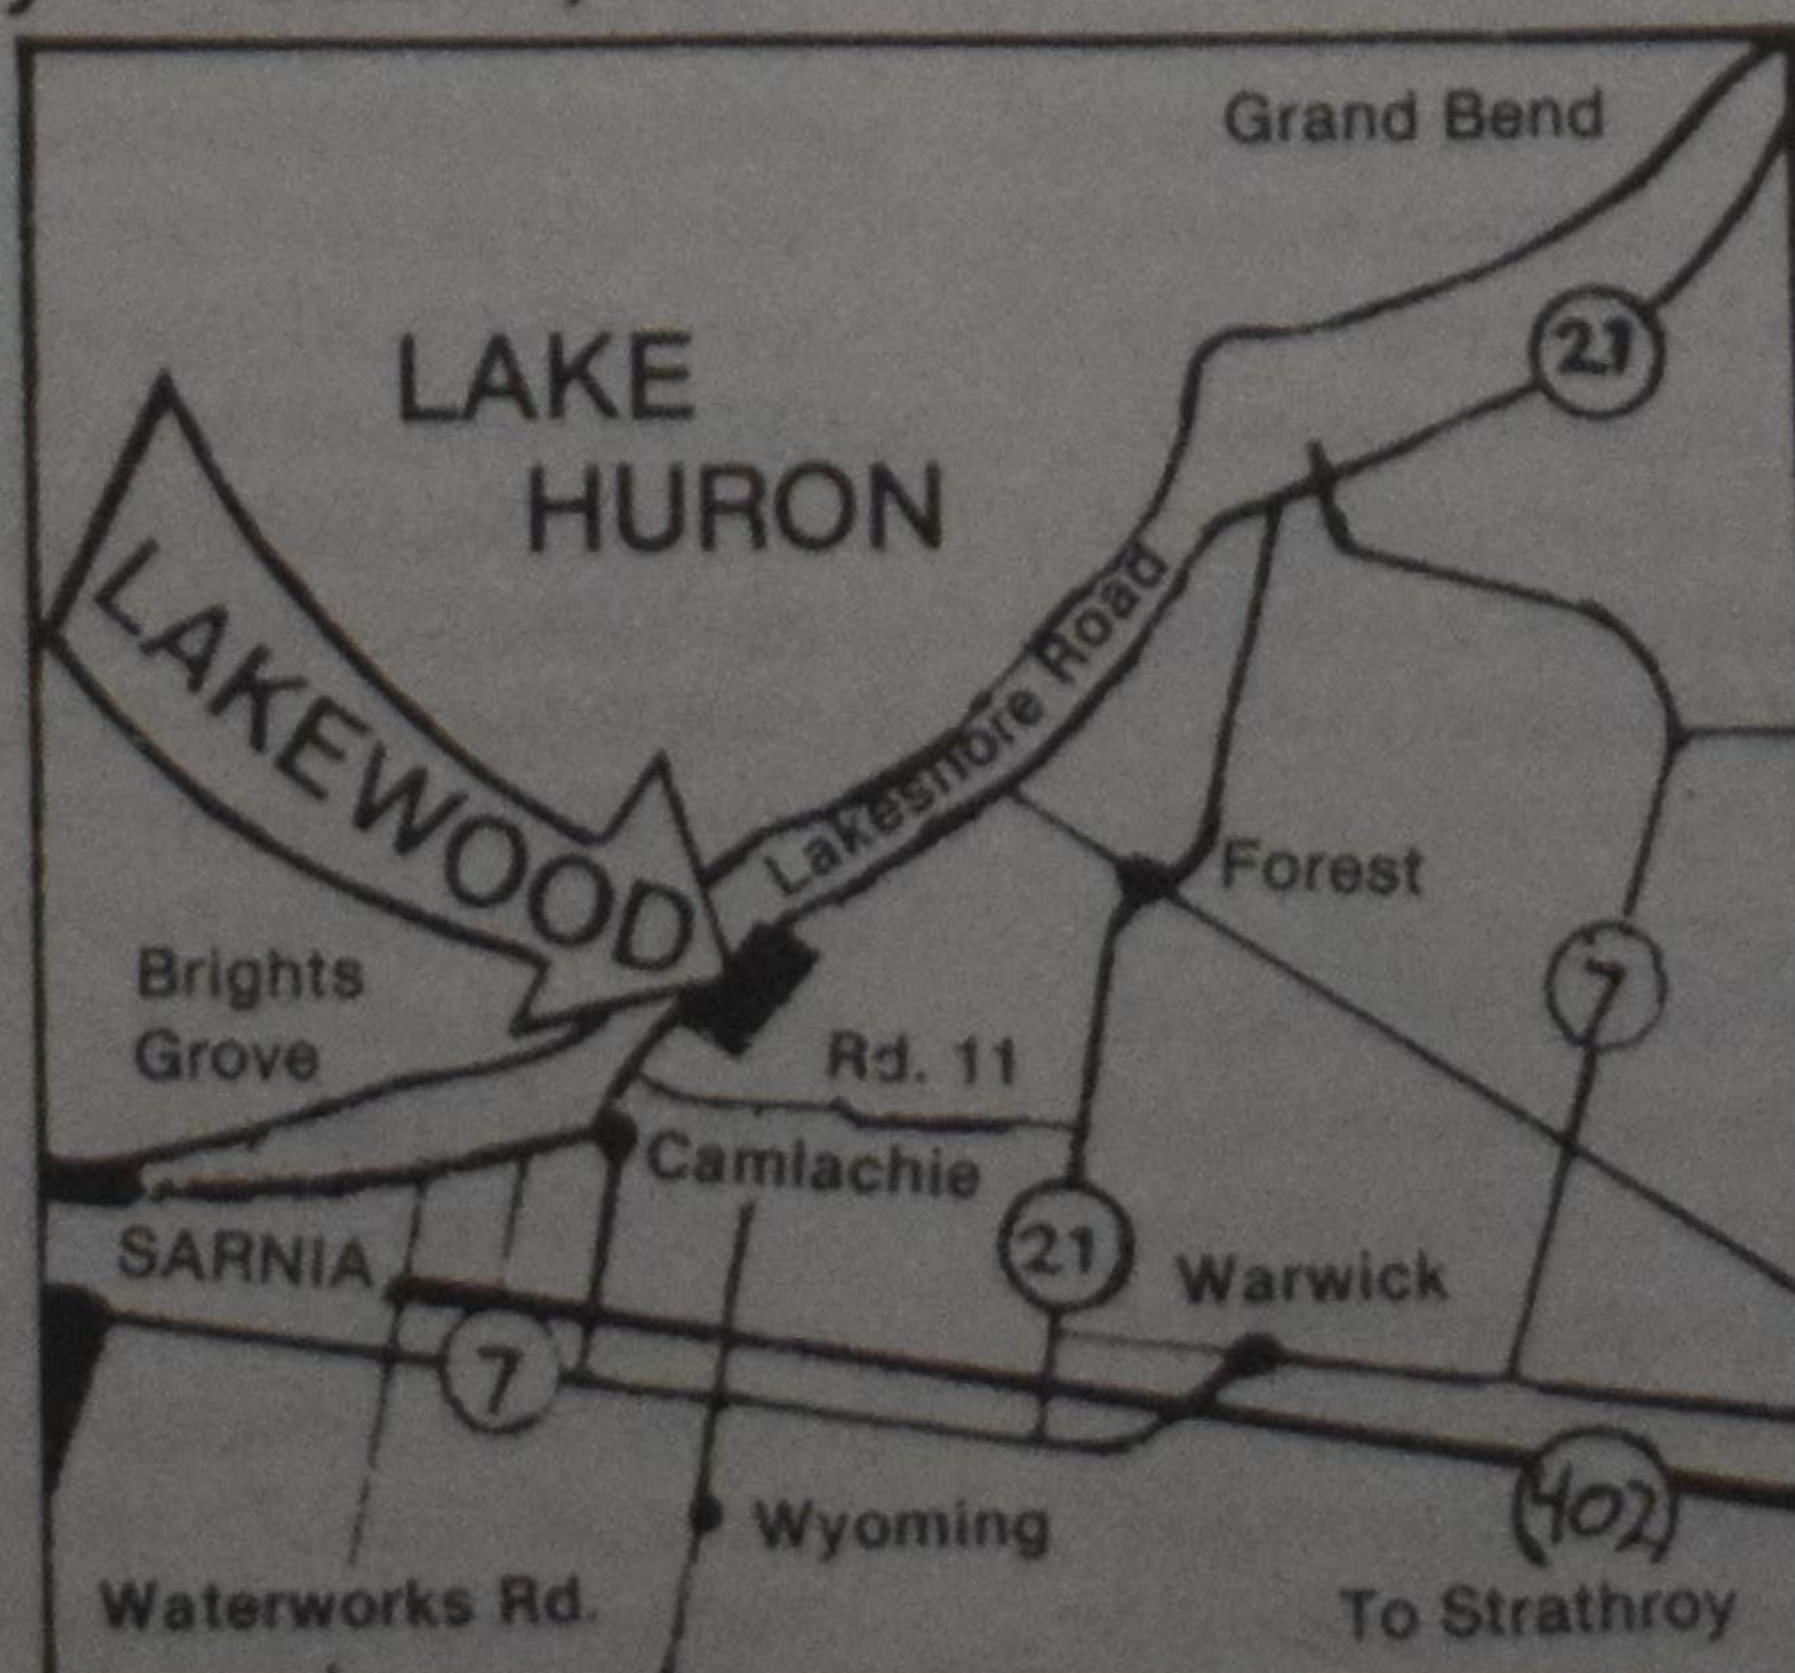 Grand Bend
21
LAKE
HURON
LAKEWOOD
Lakeshore Road
Forest
Brights
Grove
7
Rd. 11
Camlachie
SARNIA
21
Warwick
7
402
Wyoming
Waterworks Rd.
To Strathroy